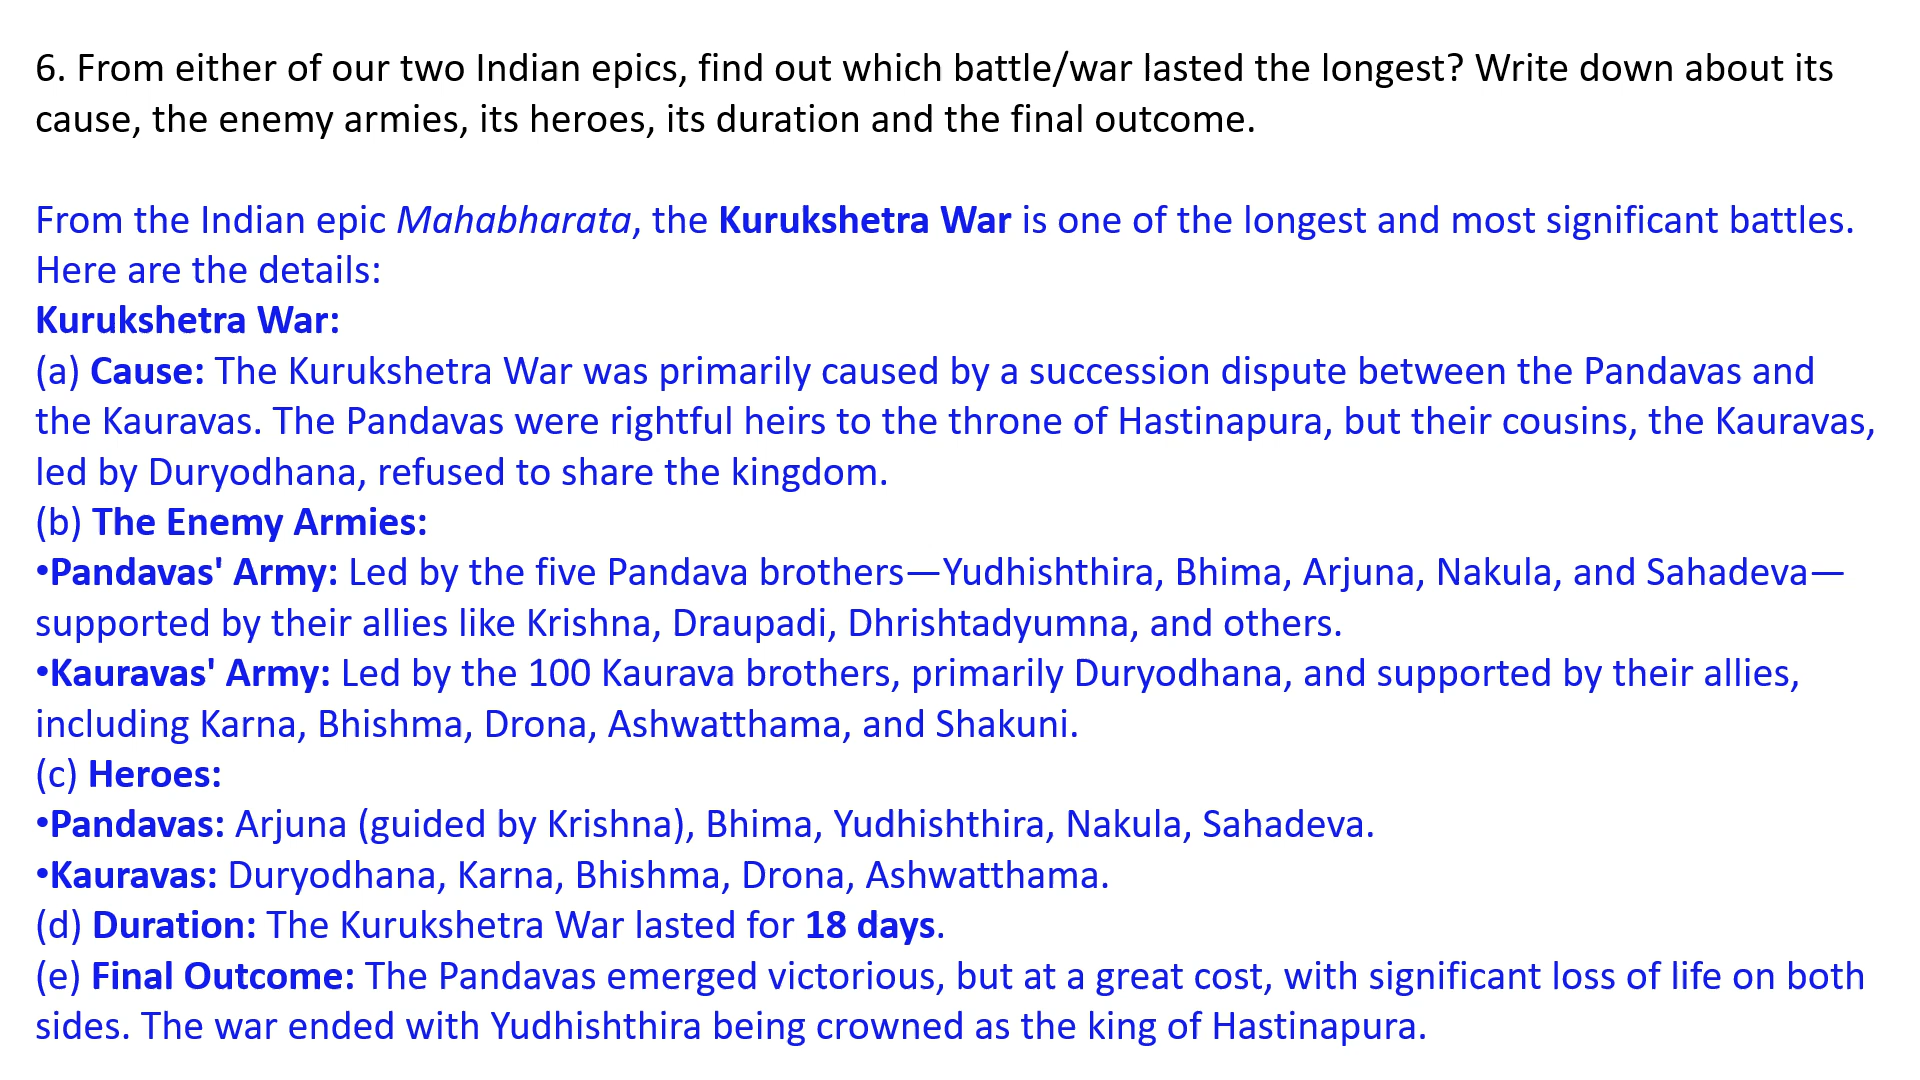 6. From either of our two Indian epics, find out which battle/war lasted the longest? Write down about its
cause, the enemy armies, its heroes, its duration and the final outcome.
From the Indian epic Mahabharata, the Kurukshetra War is one of the longest and most significant battles.
Here are the details:
Kurukshetra War:
(a) Cause: The Kurukshetra War was primarily caused by a succession dispute between the Pandavas and
the Kauravas. The Pandavas were rightful heirs to the throne of Hastinapura, but their cousins, the Kauravas,
led by Duryodhana, refused to share the kingdom.
(b) The Enemy Armies:
•Pandavas' Army: Led by the five Pandava brothers—Yudhishthira, Bhima, Arjuna, Nakula, and Sahadeva—
supported by their allies like Krishna, Draupadi, Dhrishtadyumna, and others.
•Kauravas' Army: Led by the 100 Kaurava brothers, primarily Duryodhana, and supported by their allies,
including Karna, Bhishma, Drona, Ashwatthama, and Shakuni.
(c) Heroes:
•Pandavas: Arjuna (guided by Krishna), Bhima, Yudhishthira, Nakula, Sahadeva.
•Kauravas: Duryodhana, Karna, Bhishma, Drona, Ashwatthama.
(d) Duration: The Kurukshetra War lasted for 18 days.
(e) Final Outcome: The Pandavas emerged victorious, but at a great cost, with significant loss of life on both
sides. The war ended with Yudhishthira being crowned as the king of Hastinapura.